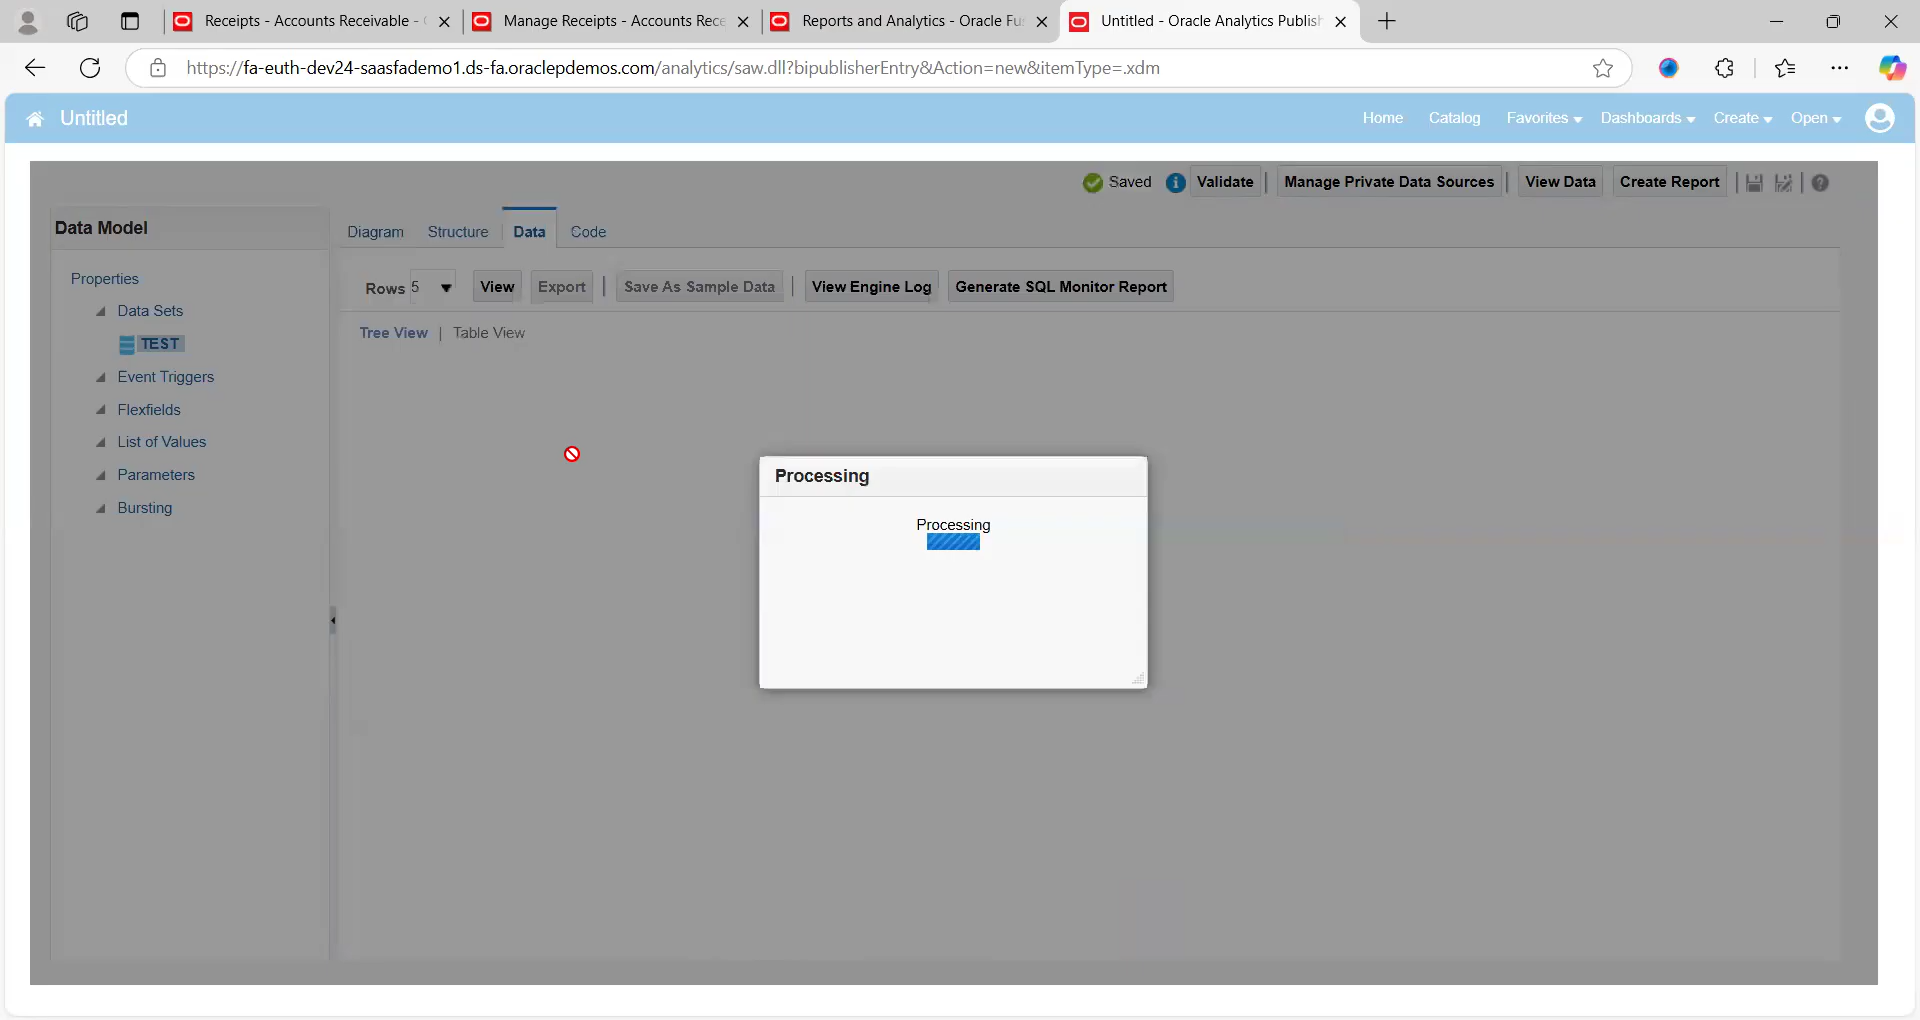 Receipts - Accounts Receivable -
Manage Receipts - Accounts Rece
Reports and Analytics - Oracle Fu
Untitled - Oracle Analytics Publish
https://fa-euth-dev24-saasfademo1.ds-fa.oraclepdemos.com/analytics/saw.dll?bipublisherEntry&Action=new&itemType=.xdm
Untitled
Home
Catalog
Favorites
Dashboards
Create
Open
Saved
Validate
Manage Private Data Sources
View Data
Create Report
Data Model
Diagram
Structure
Data
Code
Properties
Data Sets
TEST
Event Triggers
Flexfields
List of Values
Parameters
Bursting
Rows 5
View
Export
Save As Sample Data
View Engine Log
Generate SQL Monitor Report
Tree View | Table View
Processing
Processing